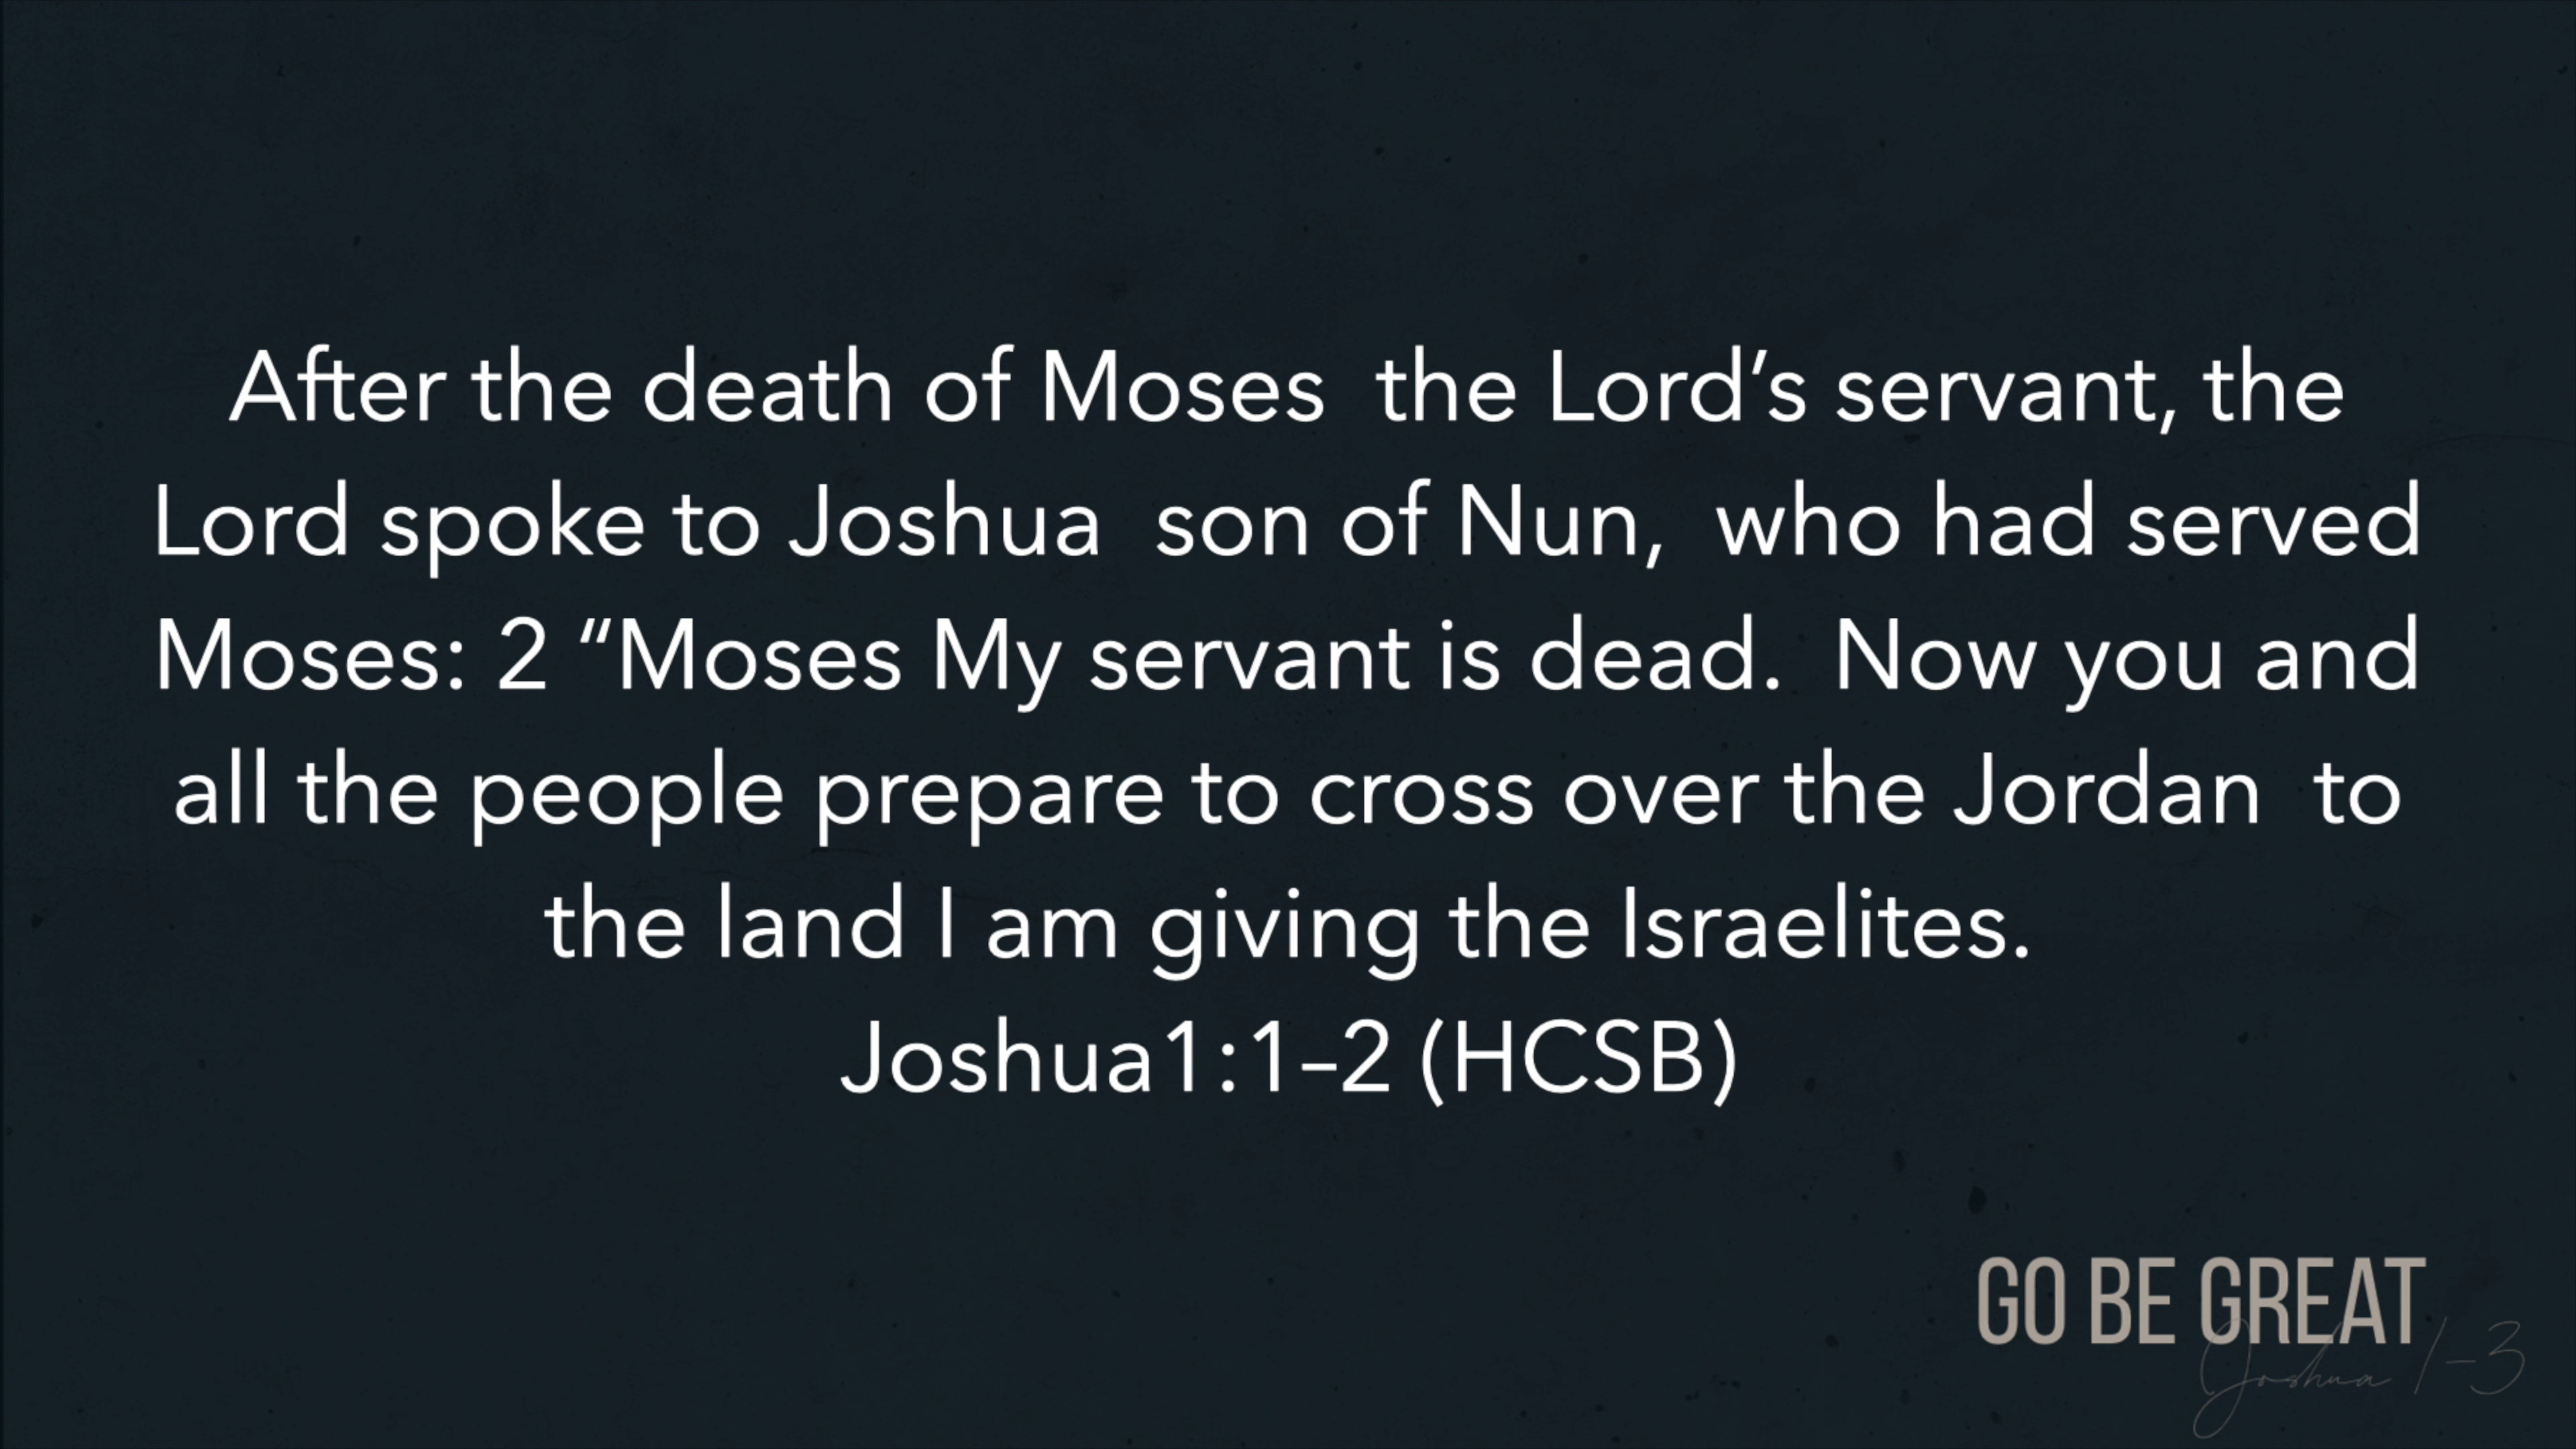 After the death of Moses  the Lord’s servant, the
Lord spoke to Joshua  son of Nun,  who had served
Moses: 2 “Moses My servant is dead.  Now you and
all the people prepare to cross over the Jordan  to
the land I am giving the Israelites.
Joshua1:1–2 (HCSB)
GO BE GREAT
Joshua 1-3